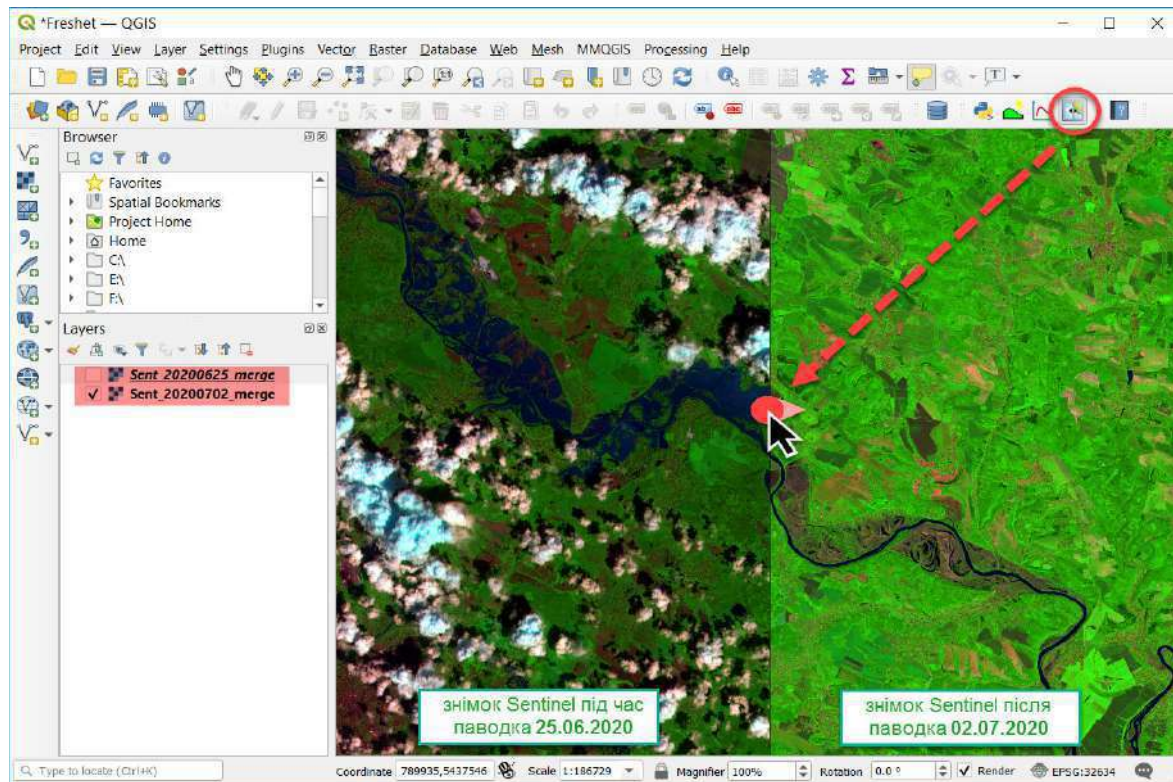 *Freshet — QGIS
Project Edit View Layer Settings Plugins Vector Raster Database Web Mesh MMQGIS Processing Help
Browser
Favorites
Spatial Bookmarks
Project Home
Home
C:\
E:\
F:\
Layers
Sent_20200625_merge
Sent_20200702_merge
знімок Sentinel під час
паводка 25.06.2020
знімок Sentinel після
паводка 02.07.2020
Type to locate (Ctrl+K) Coordinate 789935,5437546 Scale 1:186729 Magnifier 100% Rotation 0.0 ° Render EPSG:32634